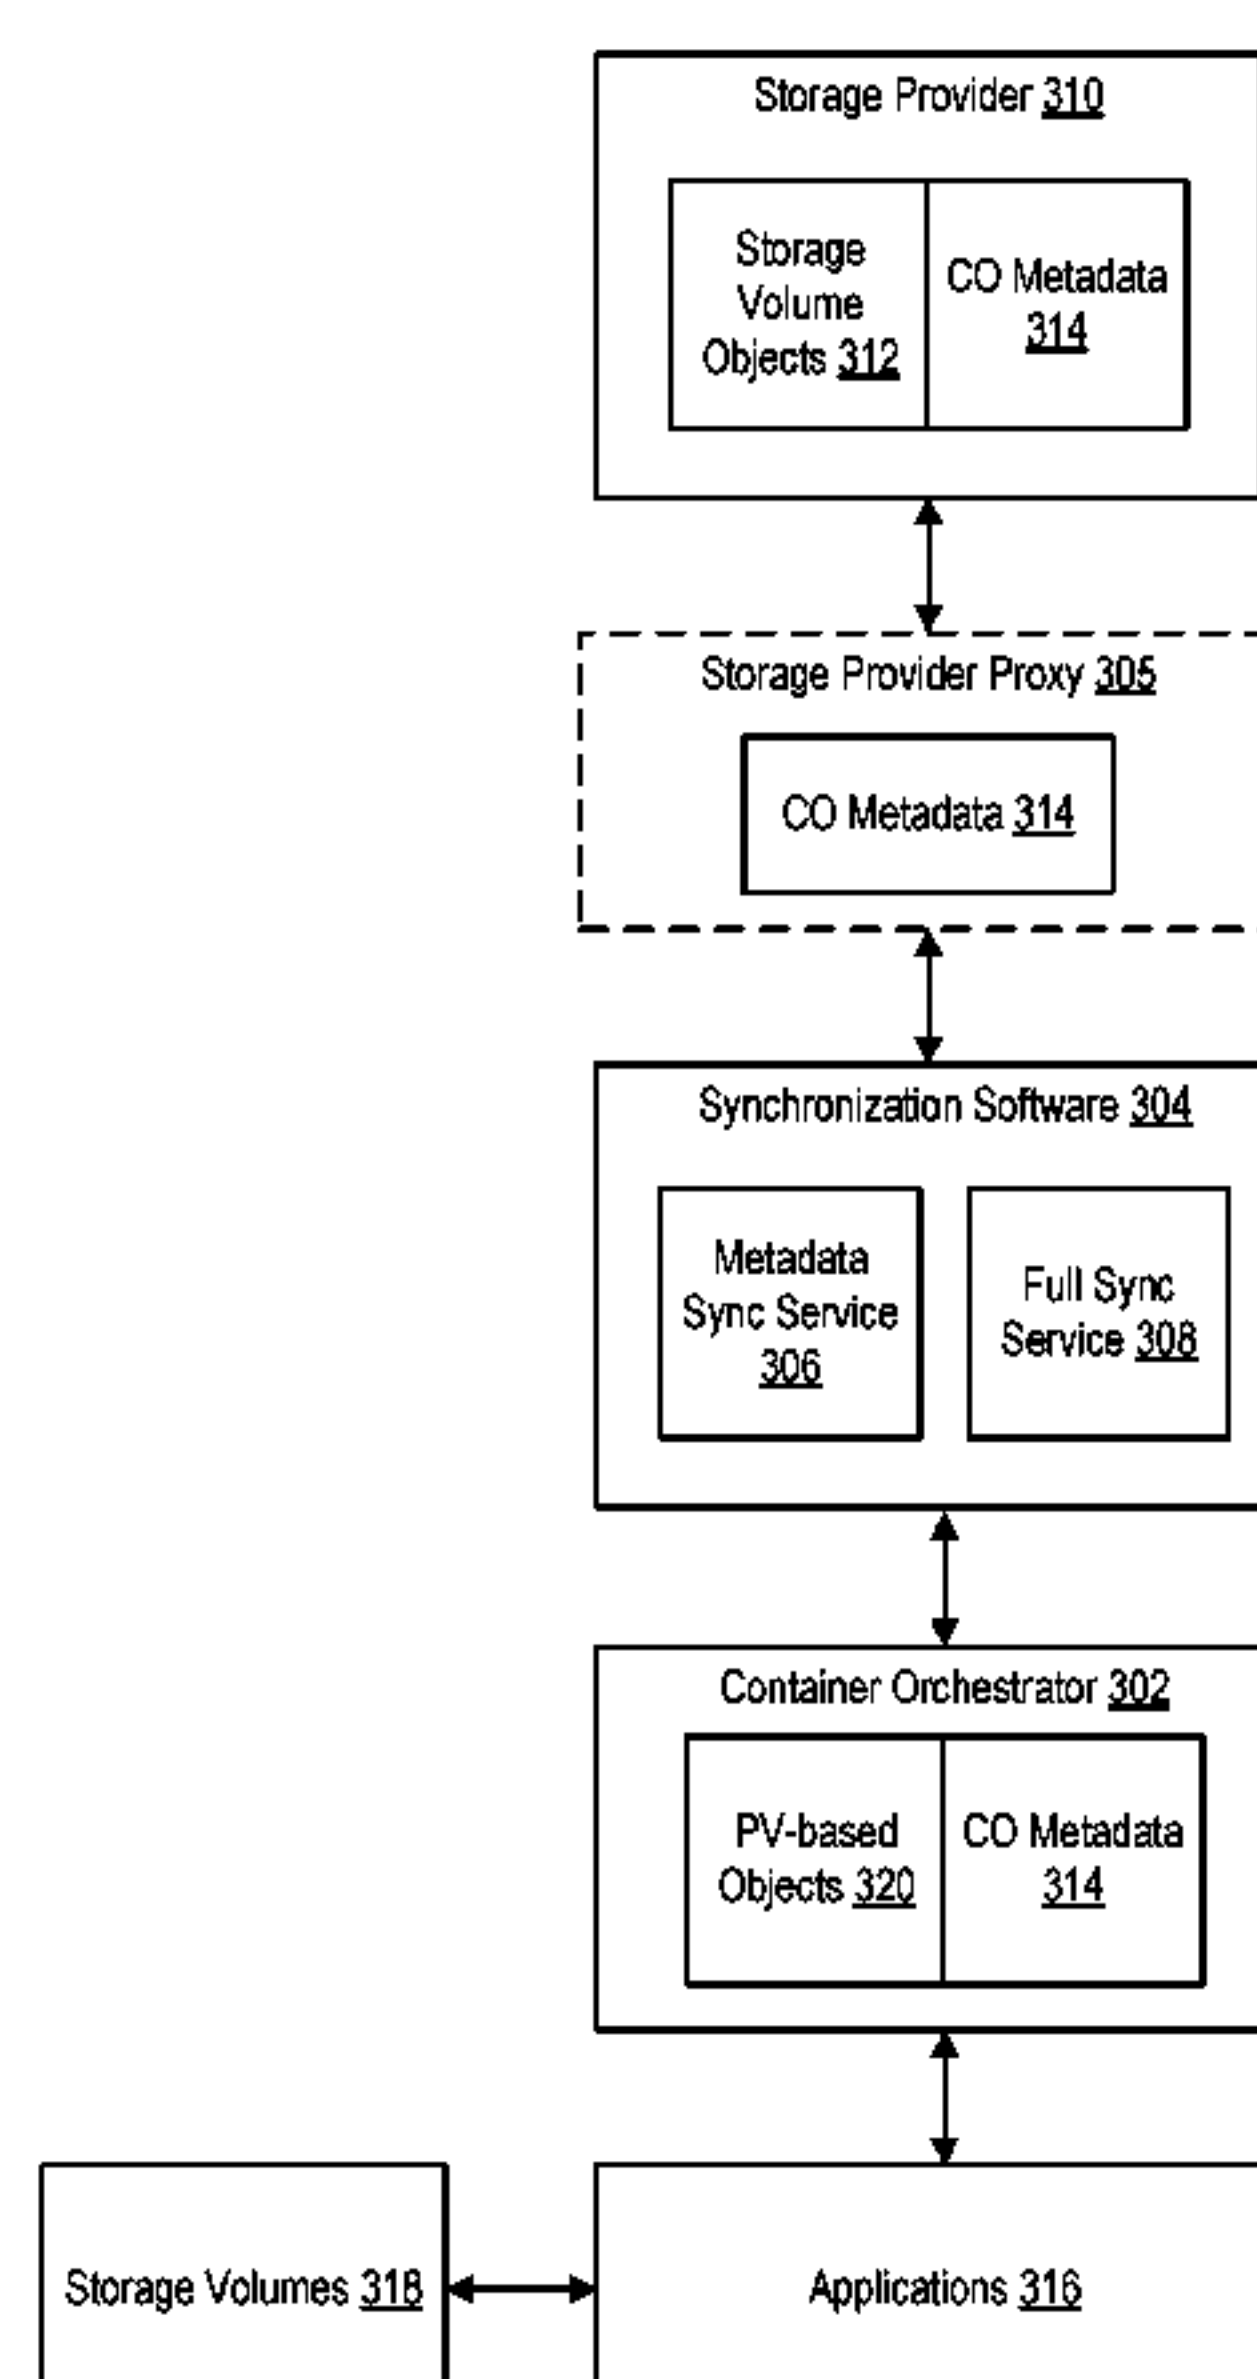 Storage Provider 310
Storage
Volume
Objects 312
CO Metadata
314
Storage Provider Proxy 305
CO Metadata 314
Synchronization Software 304
Metadata
Sync Service
306
Full Sync
Service 308
Container Orchestrator 302
PV-based
Objects 320
CO Metadata
314
Storage Volumes 318
Applications 316